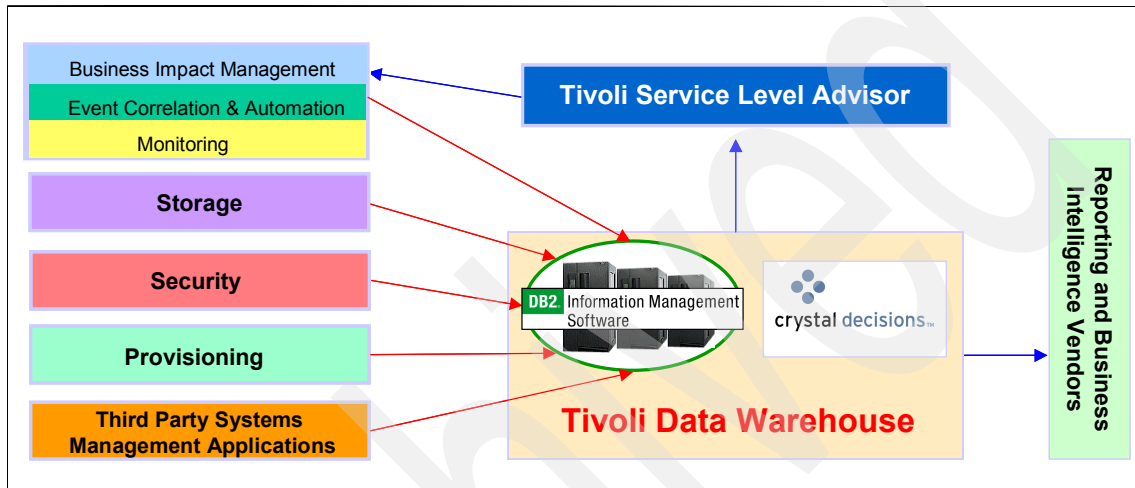 Business Impact Management
Event Correlation & Automation
Monitoring
Storage
Security
Provisioning
Third Party Systems
Management Applications
Tivoli Service Level Advisor
DB2. Information Management
Software
crystal decisions™
Tivoli Data Warehouse
Reporting and Business
Intelligence Vendors